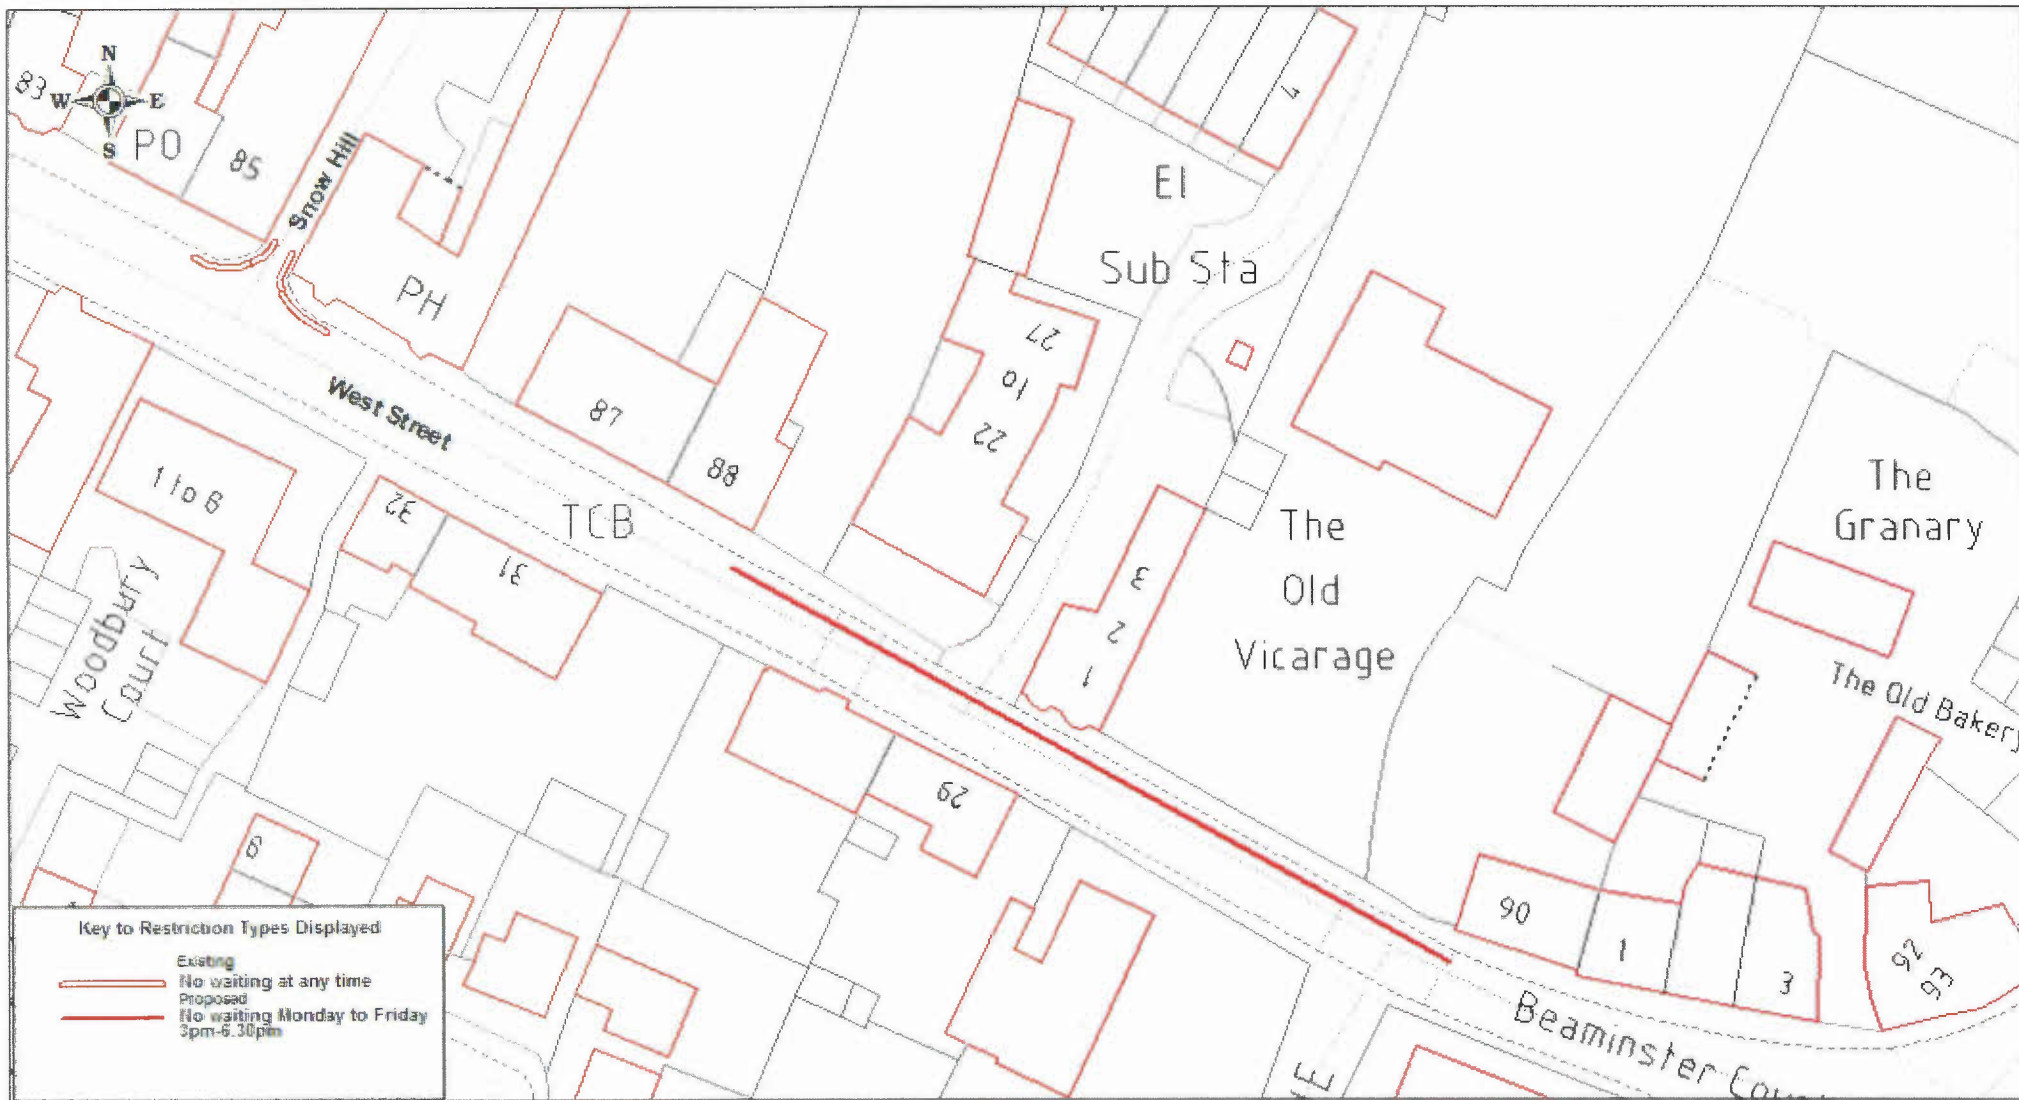 N
W E
S
83
PO
85
Snow Hill
PH
4
El
Sub Sta
27
to
22
87
88
West Street
TCB
1 to 6
32
31
Woodbury
Court
3
2
1
The
Old
Vicarage
The
Granary
The Old Bakery
29
90
1
3
92
93
Beaminster
Key to Restriction Types Displayed
Existing
No waiting at any time
Proposed
No waiting Monday to Friday
3pm-6.30pm